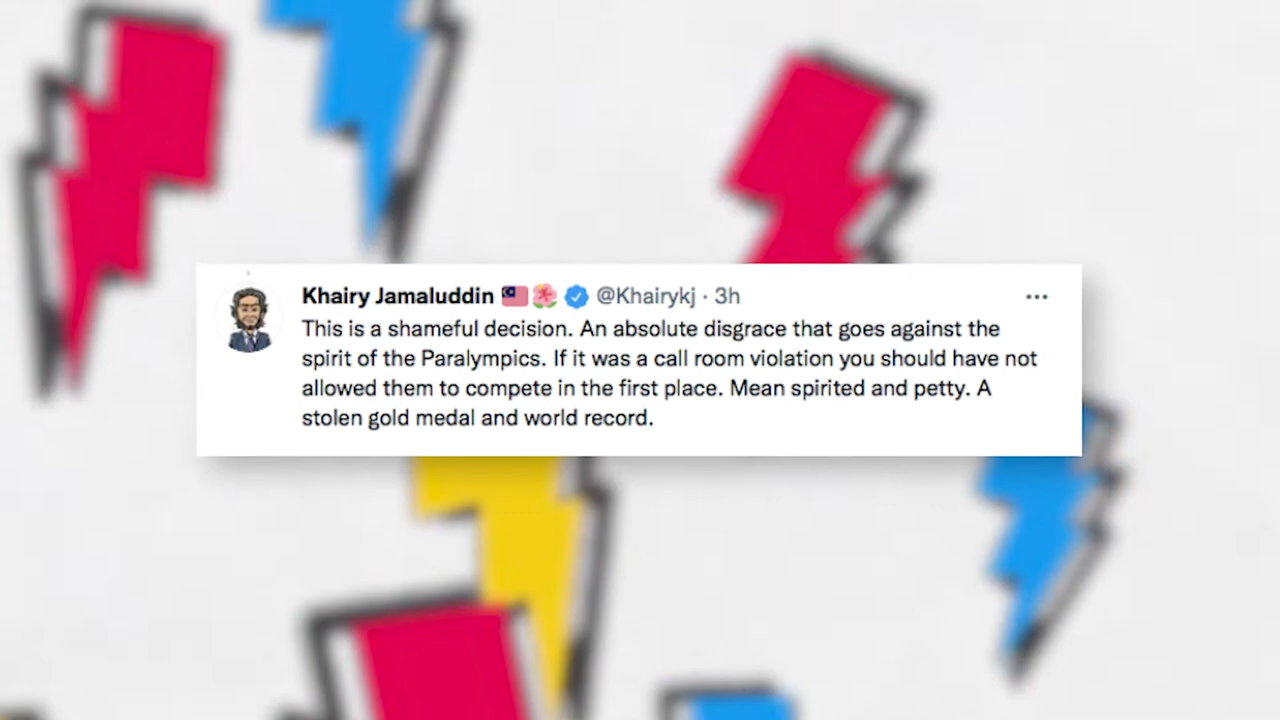 Khairy Jamaluddin 🇲🇾🌺 @Khairykj · 3h
This is a shameful decision. An absolute disgrace that goes against the
spirit of the Paralympics. If it was a call room violation you should have not
allowed them to compete in the first place. Mean spirited and petty. A
stolen gold medal and world record.